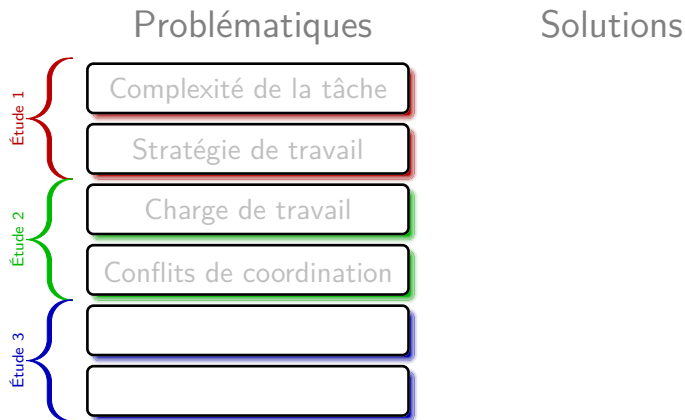 Problématiques
Solutions
Étude 1
Complexité de la tâche
Stratégie de travail
Étude 2
Charge de travail
Conflits de coordination
Étude 3